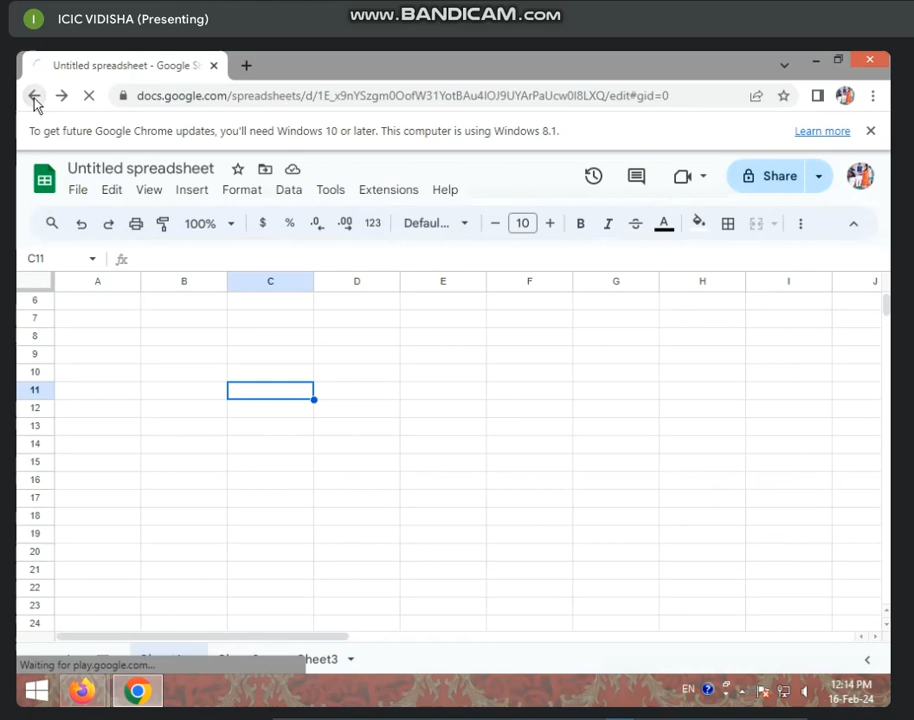 I ICIC VIDISHA (Presenting)
www.BANDICAM.com
Untitled spreadsheet - Google S
docs.google.com/spreadsheets/d/1E_x9nYSzgm0OofW31YotBAu4IOJ9UYArPaUcw0I8LXQ/edit#gid=0
To get future Google Chrome updates, you'll need Windows 10 or later. This computer is using Windows 8.1. Learn more
Untitled spreadsheet
File Edit View Insert Format Data Tools Extensions Help
Share
100% $ % .0 .00 123 Defaul... 10 B I A
C11 fx
A B C D E F G H I J
6
7
8
9
10
11
12
13
14
15
16
17
18
19
20
21
22
23
24
Sheet3
Waiting for play.google.com...
EN 12:14 PM
16-Feb-24